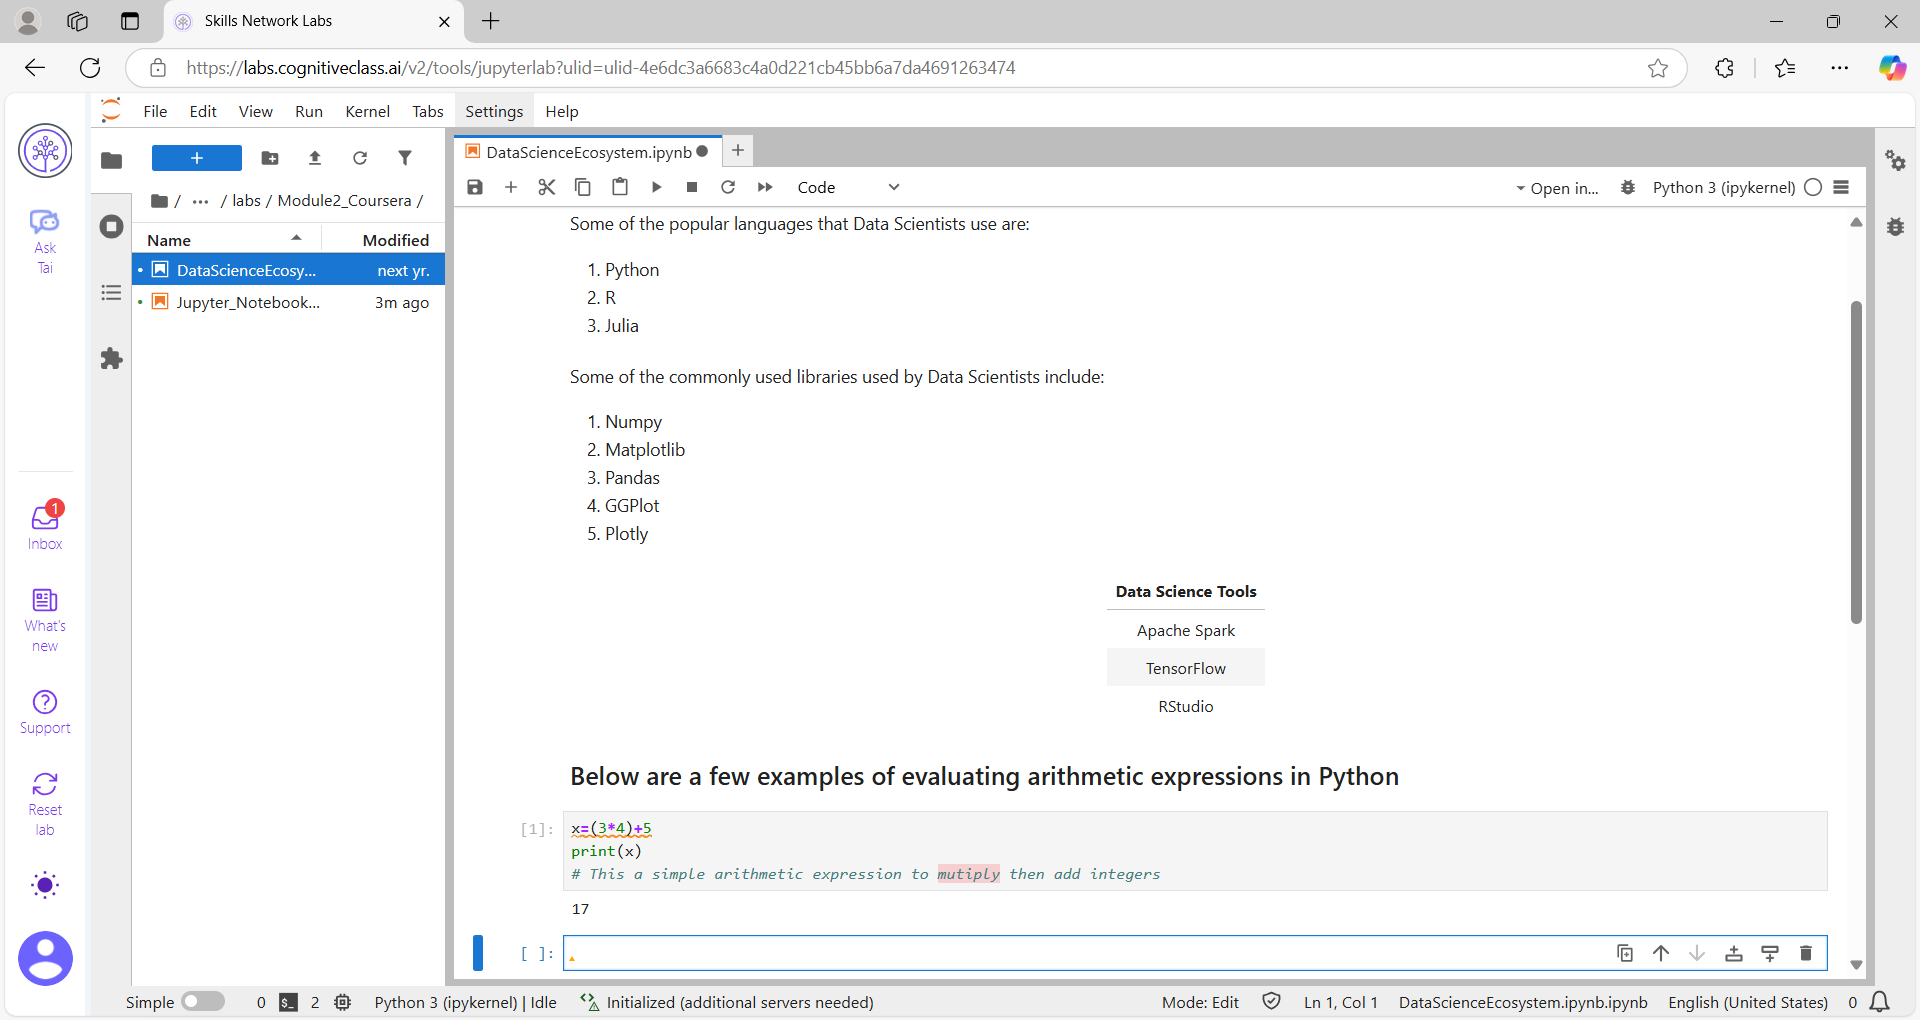 Skills Network Labs
https://labs.cognitiveclass.ai/v2/tools/jupyterlab?ulid=ulid-4e6dc3a6683c4a0d221cb45bb6a7da4691263474
File Edit View Run Kernel Tabs Settings Help
Ask
Tai
1
Inbox
What's
new
Support
Reset
lab
+
/ ··· / labs / Module2_Coursera /
Name Modified
DataScienceEcosy... next yr.
Jupyter_Notebook... 3m ago
DataScienceEcosystem.ipynb
Code
Open in... Python 3 (ipykernel)
Some of the popular languages that Data Scientists use are:
1. Python
2. R
3. Julia
Some of the commonly used libraries used by Data Scientists include:
1. Numpy
2. Matplotlib
3. Pandas
4. GGPlot
5. Plotly
Data Science Tools
Apache Spark
TensorFlow
RStudio
Below are a few examples of evaluating arithmetic expressions in Python
[1]: x=(3*4)+5
print(x)
# This a simple arithmetic expression to mutiply then add integers
17
[ ]:
Simple 0 $_ 2 Python 3 (ipykernel) | Idle Initialized (additional servers needed) Mode: Edit Ln 1, Col 1 DataScienceEcosystem.ipynb.ipynb English (United States) 0